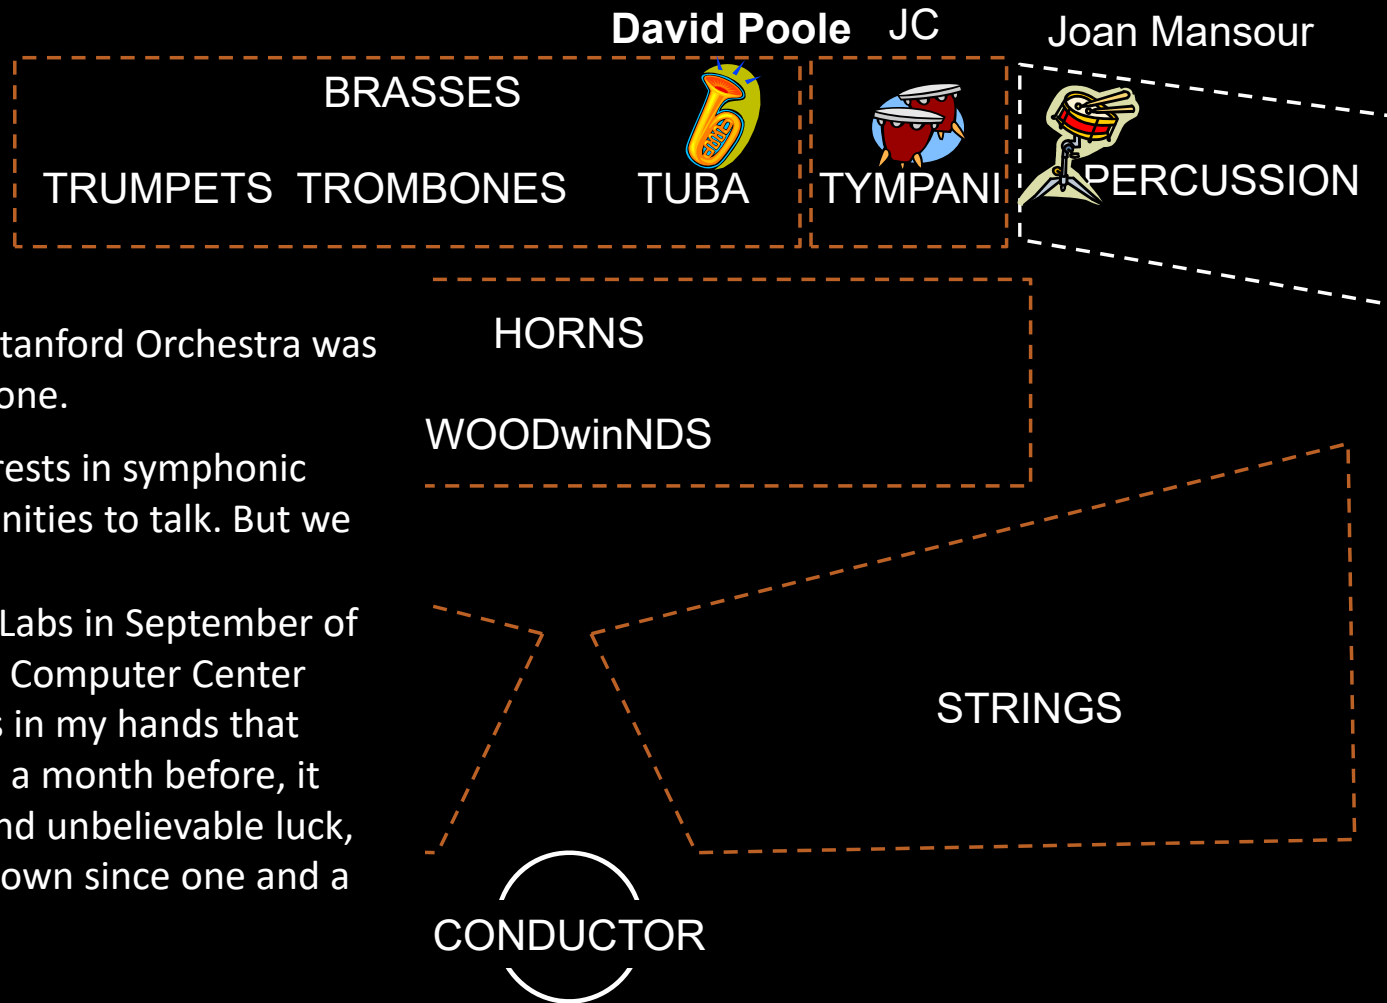 David Poole JC Joan Mansour
BRASSES
TRUMPETS TROMBONES TUBA TYMPANI PERCUSSION
HORNS
WOODwinNDS
tanford Orchestra was
one.
rests in symphonic
nities to talk. But we
Labs in September of
Computer Center
s in my hands that
a month before, it
nd unbelievable luck,
own since one and a
STRINGS
CONDUCTOR